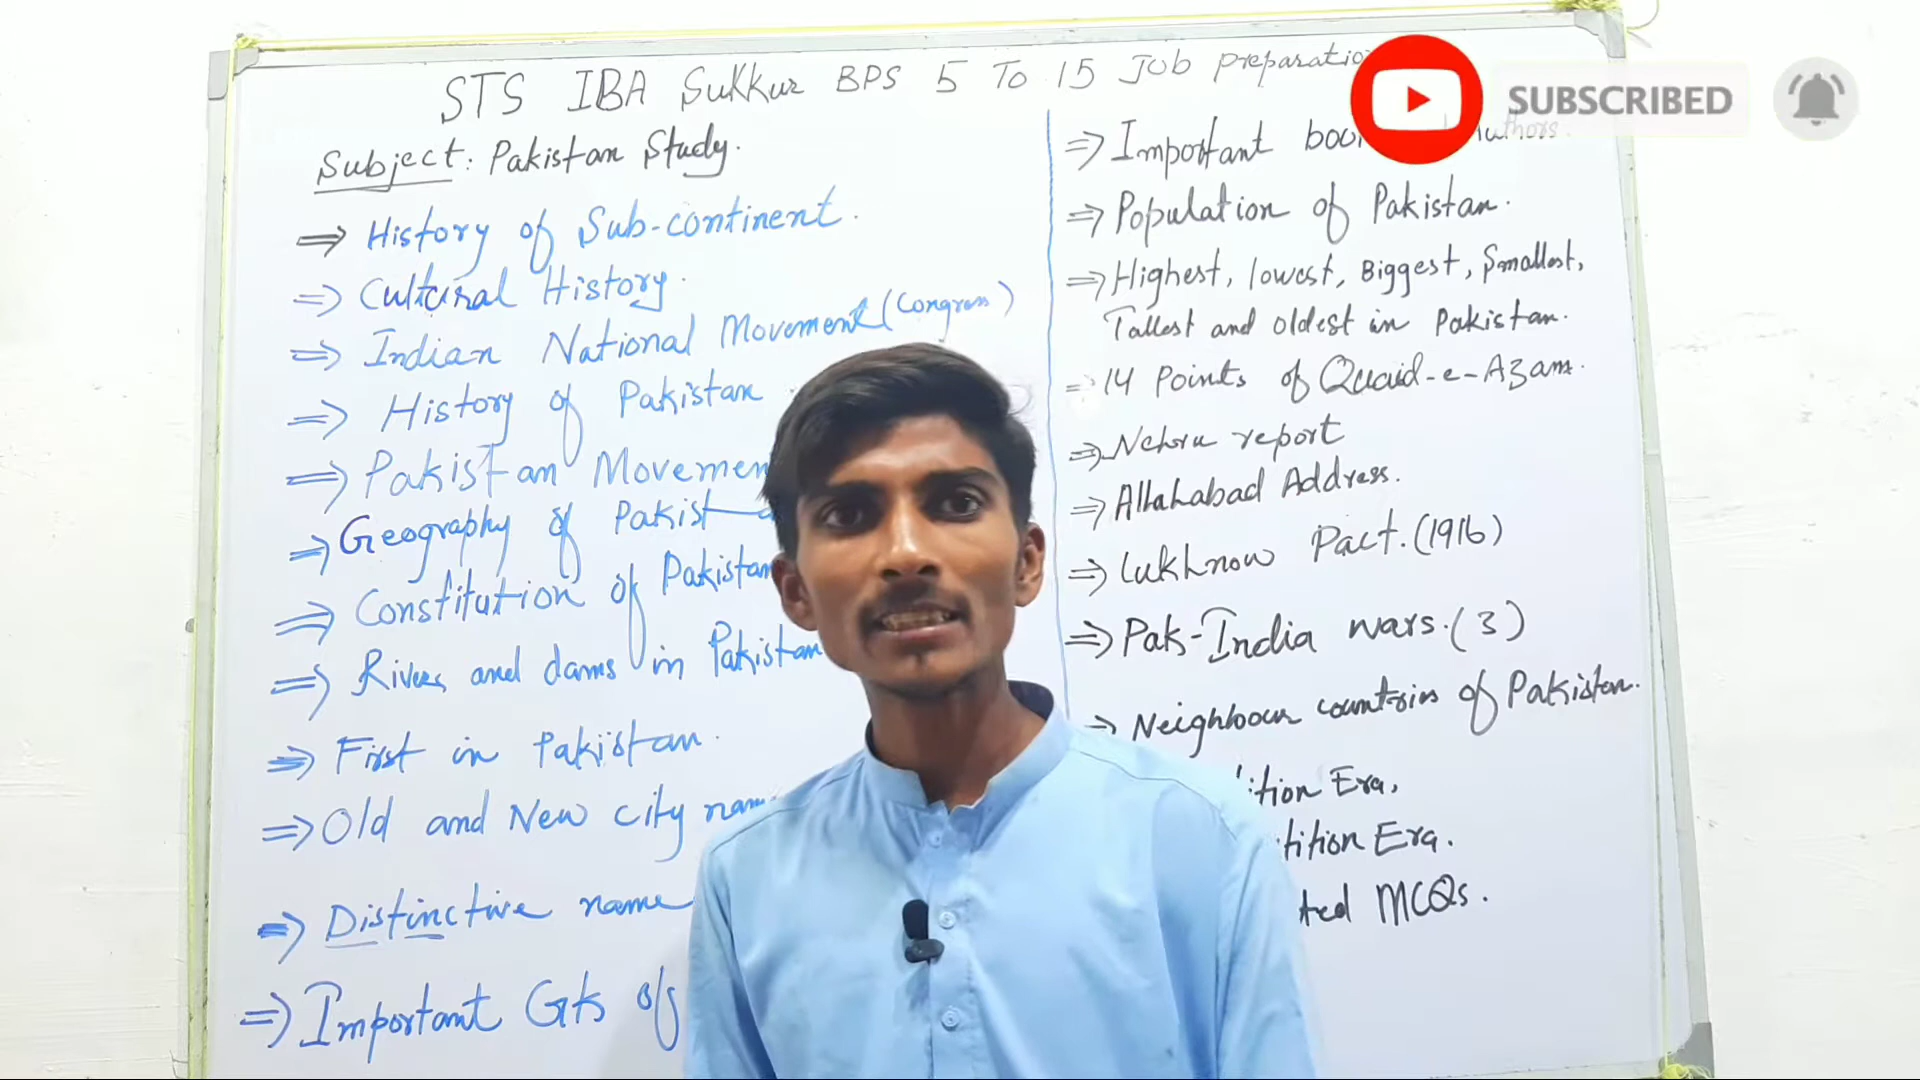 STS IBA Sukkur BPS 5 To 15 Job preparatio
SUBSCRIBED
Subject: Pakistan Study.
⇒ History of Sub-continent.
⇒ Cultural History.
⇒ Indian National Movement (Congress)
⇒ History of Pakistan
⇒ Pakistan Movemen
⇒ Geography of Pakista
⇒ Constitution of Pakistan
⇒ Rivers and dams in Pakistan
⇒ First in Pakistan.
⇒ Old and New city name
⇒ Distinctive name
⇒ Important Gks of
⇒ Important boo uthors.
⇒ Population of Pakistan.
⇒ Highest, lowest, Biggest, Smallest,
Tallest and oldest in Pakistan.
⇒ 14 Points of Quaid-e-Azam.
⇒ Nehru report
⇒ Allahabad Address.
⇒ Lukhnow Pact. (1916)
⇒ Pak-India wars. (3)
⇒ Neighbour countries of Pakistan.
ition Era,
tition Era.
ted MCQs.